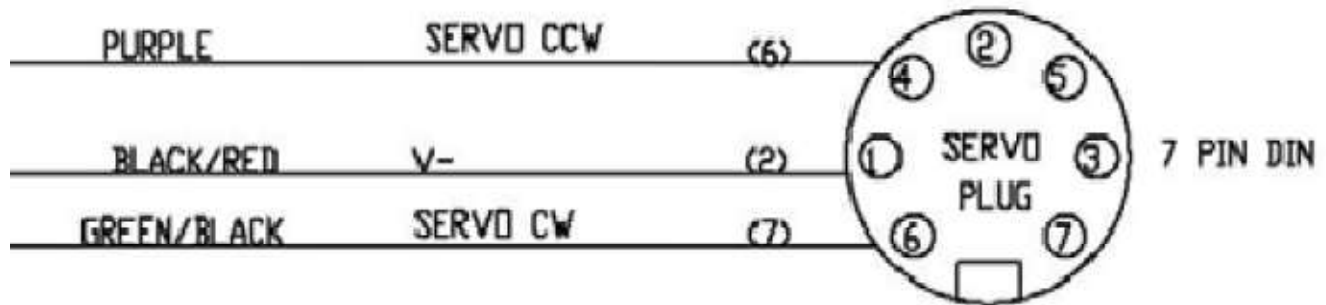 PURPLE SERVO CCW (6)
BLACK/RED V- (2)
GREEN/BLACK SERVO CW (7)
2
4 5
1 SERVO 3 7 PIN DIN
PLUG
6 7